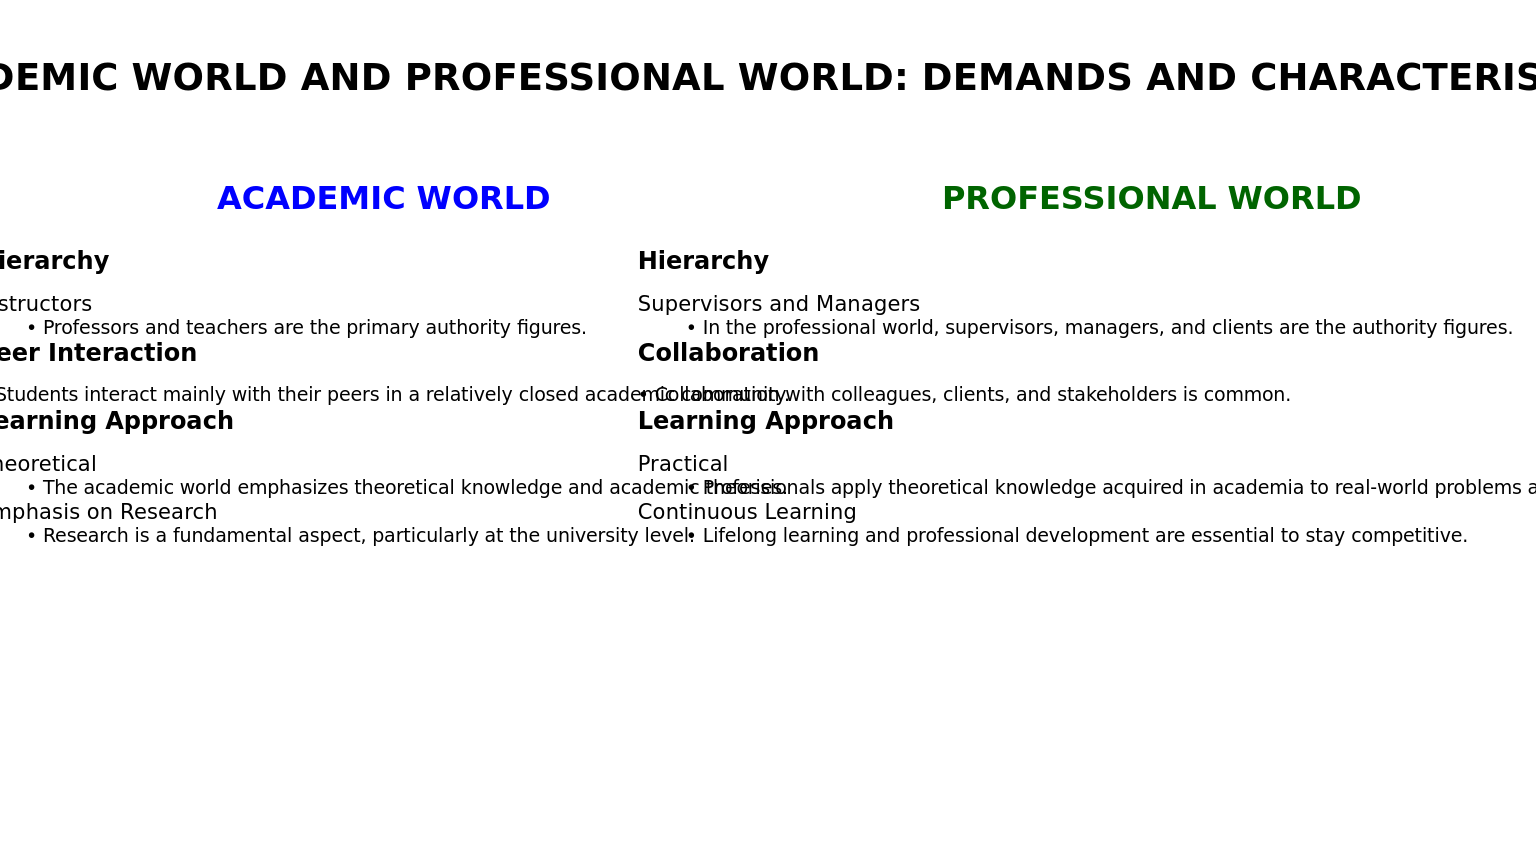 DEMIC WORLD AND PROFESSIONAL WORLD: DEMANDS AND CHARACTERIS
ACADEMIC WORLD
ierarchy
structors
• Professors and teachers are the primary authority figures.
eer Interaction
Students interact mainly with their peers in a relatively closed academic community.
earning Approach
heoretical
• The academic world emphasizes theoretical knowledge and academic theories.
mphasis on Research
• Research is a fundamental aspect, particularly at the university level.
PROFESSIONAL WORLD
Hierarchy
Supervisors and Managers
• In the professional world, supervisors, managers, and clients are the authority figures.
Collaboration
• Collaboration with colleagues, clients, and stakeholders is common.
Learning Approach
Practical
• Professionals apply theoretical knowledge acquired in academia to real-world problems a
Continuous Learning
• Lifelong learning and professional development are essential to stay competitive.